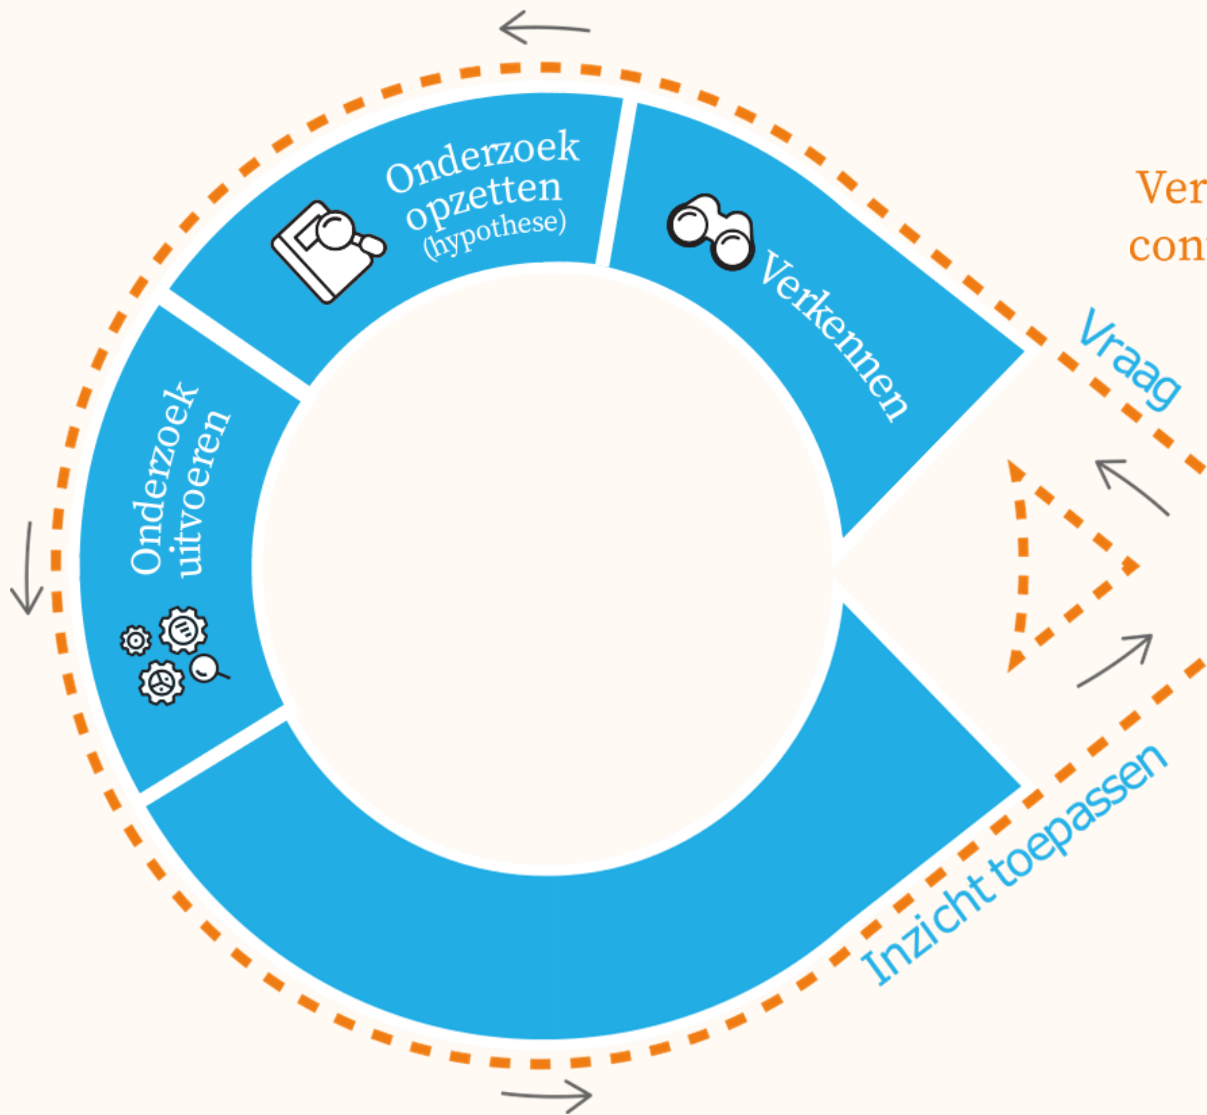 Onderzoek
opzetten
(hypothese)
Verkennen
Vraag
Onderzoek
uitvoeren
Inzicht toepassen